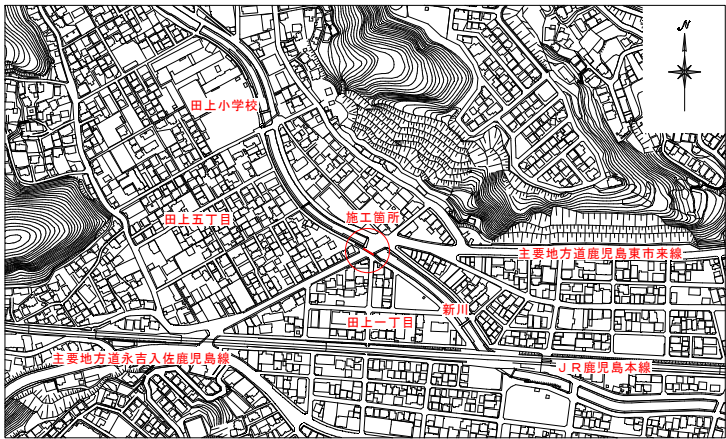 N
田上小学校
田上五丁目
施工箇所
主要地方道鹿児島東市来線
新川
田上一丁目
主要地方道永吉入佐鹿児島線
ＪＲ鹿児島本線